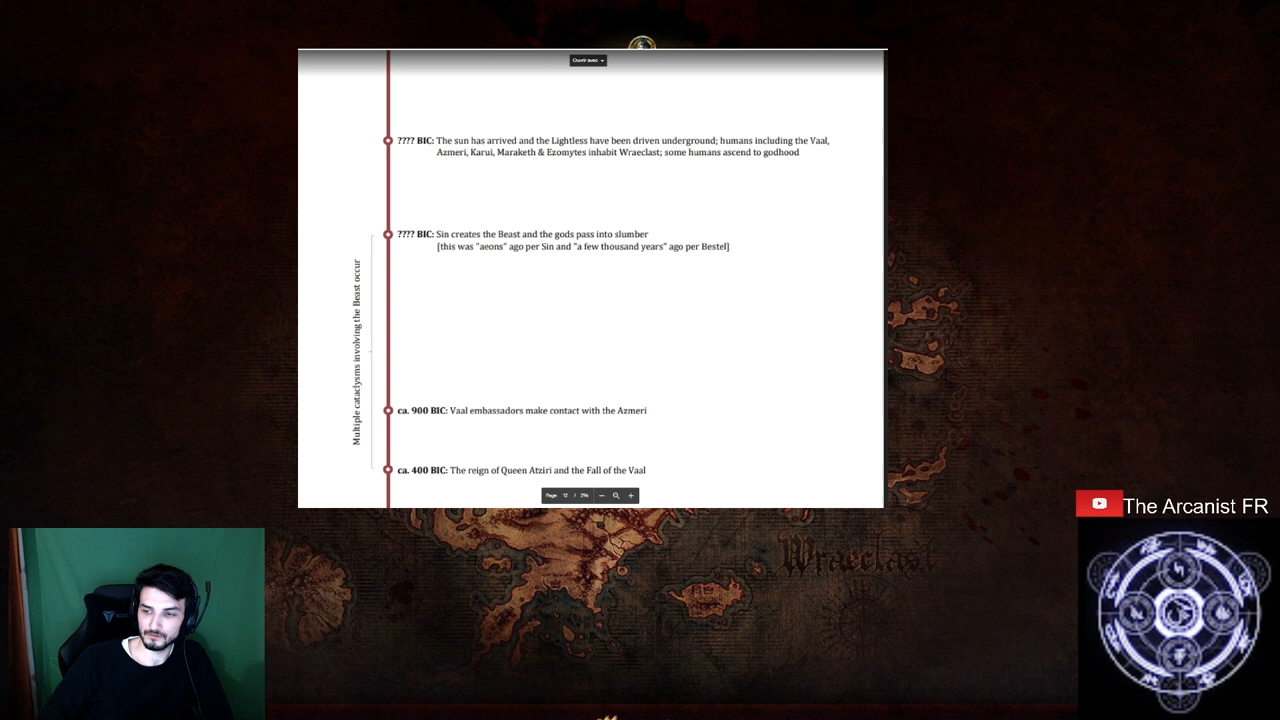 Ouvrir avec
???? BIC: The sun has arrived and the Lightless have been driven underground; humans including the Vaal,
Azmeri, Karui, Maraketh & Ezomytes inhabit Wraeclast; some humans ascend to godhood
???? BIC: Sin creates the Beast and the gods pass into slumber
[this was "aeons" ago per Sin and "a few thousand years" ago per Bestel]
Multiple cataclysms involving the Beast occur
ca. 900 BIC: Vaal embassadors make contact with the Azmeri
ca. 400 BIC: The reign of Queen Atziri and the Fall of the Vaal
Page 12 / 296
The Arcanist FR
Wraeclast